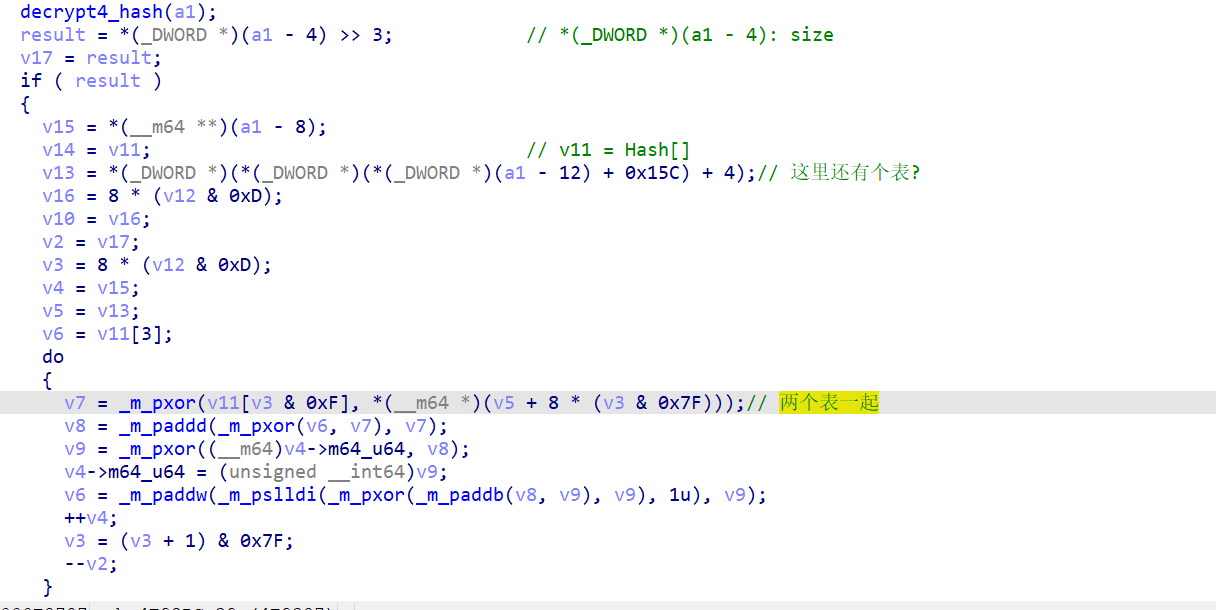 decrypt4_hash(a1);
result = *(_DWORD *)(a1 - 4) >> 3; // *(_DWORD *)(a1 - 4): size
v17 = result;
if ( result )
{
v15 = *(__m64 **)(a1 - 8);
v14 = v11; // v11 = Hash[]
v13 = *(_DWORD *)(*(_DWORD *)(*(_DWORD *)(a1 - 12) + 0x15C) + 4);// 这里还有个表?
v16 = 8 * (v12 & 0xD);
v10 = v16;
v2 = v17;
v3 = 8 * (v12 & 0xD);
v4 = v15;
v5 = v13;
v6 = v11[3];
do
{
v7 = _m_pxor(v11[v3 & 0xF], *(__m64 *)(v5 + 8 * (v3 & 0x7F)));// 两个表一起
v8 = _m_paddd(_m_pxor(v6, v7), v7);
v9 = _m_pxor((__m64)v4->m64_u64, v8);
v4->m64_u64 = (unsigned __int64)v9;
v6 = _m_paddw(_m_pslldi(_m_pxor(_m_paddb(v8, v9), v9), 1u), v9);
++v4;
v3 = (v3 + 1) & 0x7F;
--v2;
}